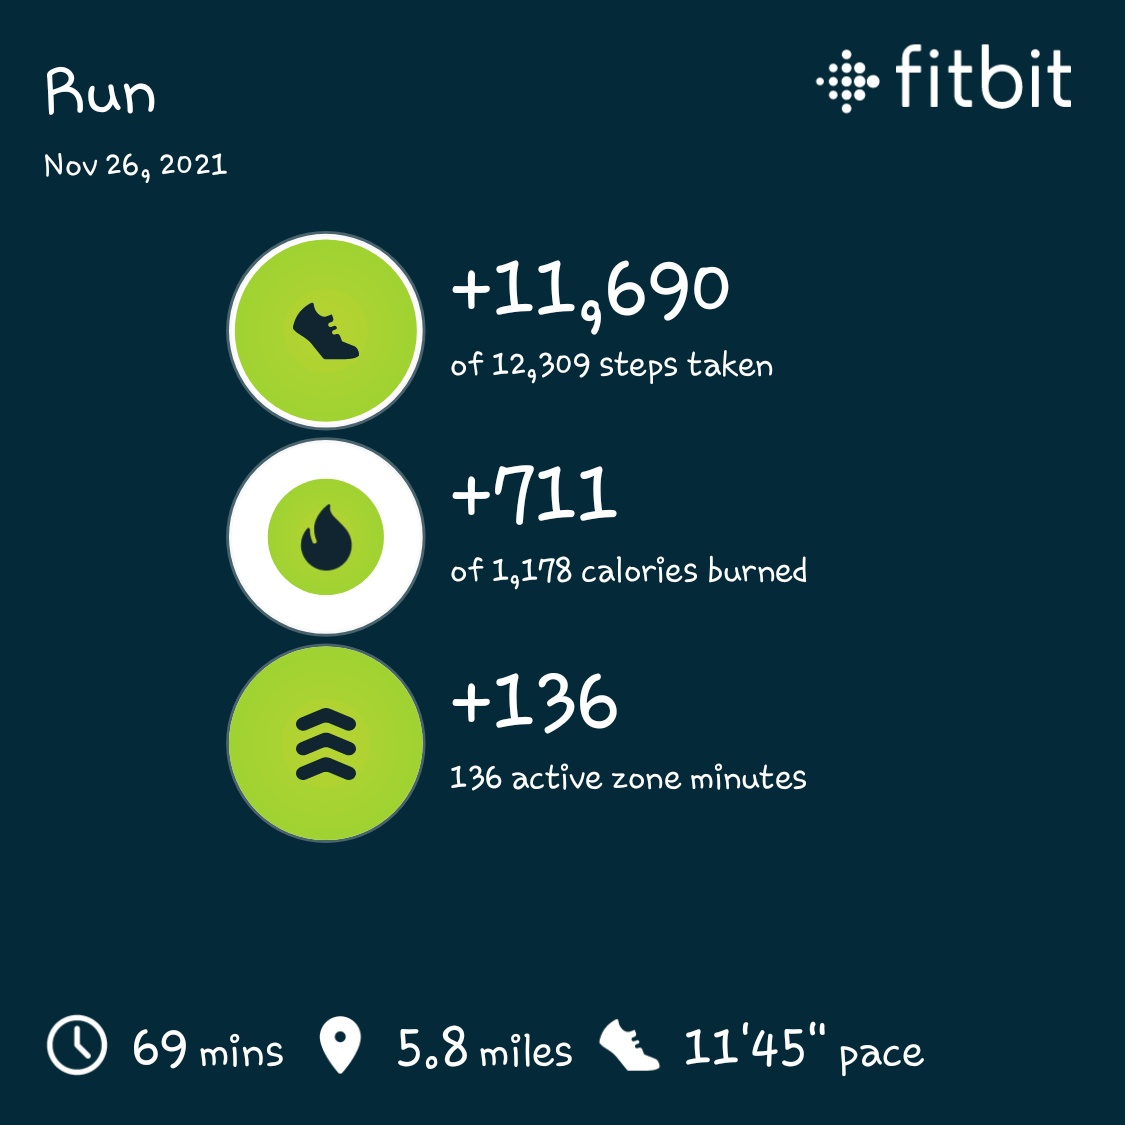 Run
fitbit
Nov 26, 2021
+11,690
of 12,309 steps taken
+711
of 1,178 calories burned
+136
136 active zone minutes
69 mins 5.8 miles 11'45" pace